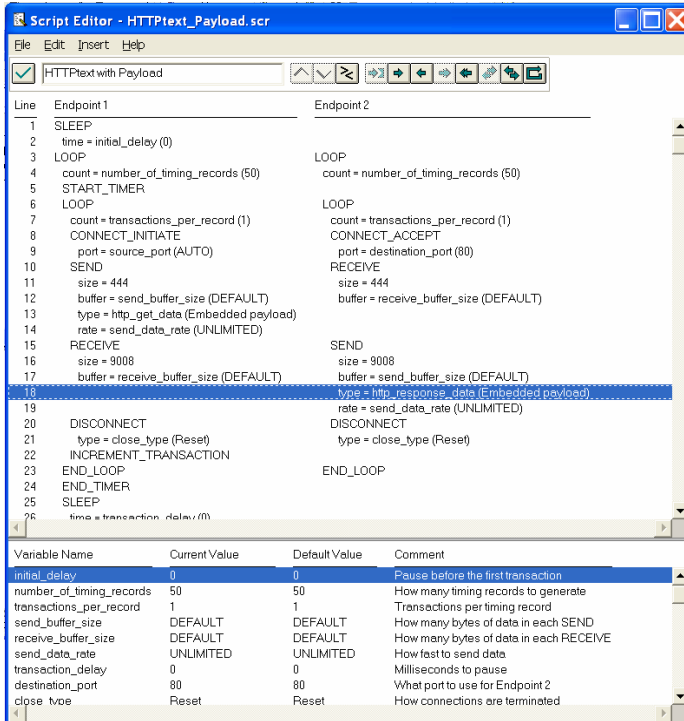 Script Editor - HTTPtext_Payload.scr
File Edit Insert Help
HTTPtext with Payload
Line Endpoint 1 Endpoint 2
1 SLEEP
2 time = initial_delay (0)
3 LOOP LOOP
4 count = number_of_timing_records (50) count = number_of_timing_records (50)
5 START_TIMER
6 LOOP LOOP
7 count = transactions_per_record (1) count = transactions_per_record (1)
8 CONNECT_INITIATE CONNECT_ACCEPT
9 port = source_port (AUTO) port = destination_port (80)
10 SEND RECEIVE
11 size = 444 size = 444
12 buffer = send_buffer_size (DEFAULT) buffer = receive_buffer_size (DEFAULT)
13 type = http_get_data (Embedded payload)
14 rate = send_data_rate (UNLIMITED)
15 RECEIVE SEND
16 size = 9008 size = 9008
17 buffer = receive_buffer_size (DEFAULT) buffer = send_buffer_size (DEFAULT)
18 type = http_response_data (Embedded payload)
19 rate = send_data_rate (UNLIMITED)
20 DISCONNECT DISCONNECT
21 type = close_type (Reset) type = close_type (Reset)
22 INCREMENT_TRANSACTION
23 END_LOOP END_LOOP
24 END_TIMER
25 SLEEP
26 time = transaction_delay (0)
Variable Name Current Value Default Value Comment
initial_delay 0 0 Pause before the first transaction
number_of_timing_records 50 50 How many timing records to generate
transactions_per_record 1 1 Transactions per timing record
send_buffer_size DEFAULT DEFAULT How many bytes of data in each SEND
receive_buffer_size DEFAULT DEFAULT How many bytes of data in each RECEIVE
send_data_rate UNLIMITED UNLIMITED How fast to send data
transaction_delay 0 0 Milliseconds to pause
destination_port 80 80 What port to use for Endpoint 2
close_type Reset Reset How connections are terminated